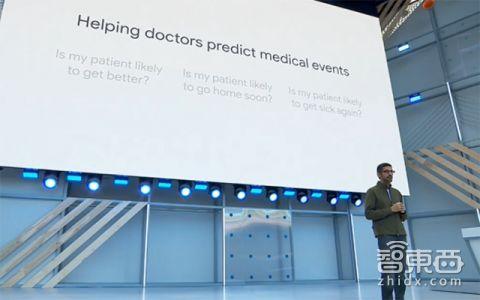 Helping doctors predict medical events
Is my patient likely
to get better?
Is my patient likely
to go home soon?
Is my patient likely
to get sick again?
智東西
zhidx.com